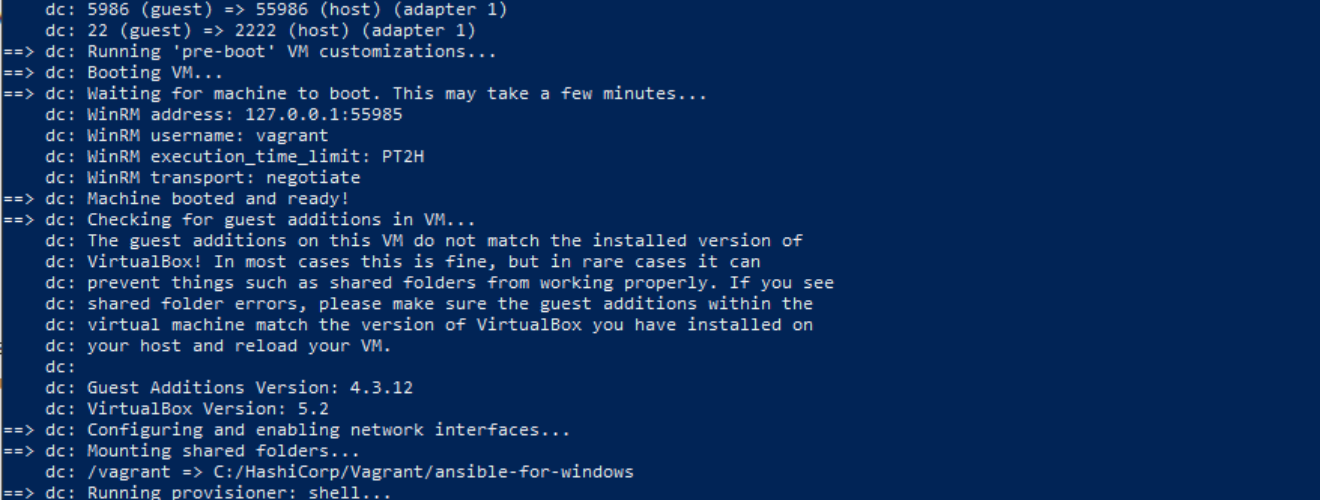 dc: 5986 (guest) => 55986 (host) (adapter 1)
dc: 22 (guest) => 2222 (host) (adapter 1)
==> dc: Running 'pre-boot' VM customizations...
==> dc: Booting VM...
==> dc: Waiting for machine to boot. This may take a few minutes...
dc: WinRM address: 127.0.0.1:55985
dc: WinRM username: vagrant
dc: WinRM execution_time_limit: PT2H
dc: WinRM transport: negotiate
==> dc: Machine booted and ready!
==> dc: Checking for guest additions in VM...
dc: The guest additions on this VM do not match the installed version of
dc: VirtualBox! In most cases this is fine, but in rare cases it can
dc: prevent things such as shared folders from working properly. If you see
dc: shared folder errors, please make sure the guest additions within the
dc: virtual machine match the version of VirtualBox you have installed on
dc: your host and reload your VM.
dc:
dc: Guest Additions Version: 4.3.12
dc: VirtualBox Version: 5.2
==> dc: Configuring and enabling network interfaces...
==> dc: Mounting shared folders...
dc: /vagrant => C:/HashiCorp/Vagrant/ansible-for-windows
==> dc: Running provisioner: shell...